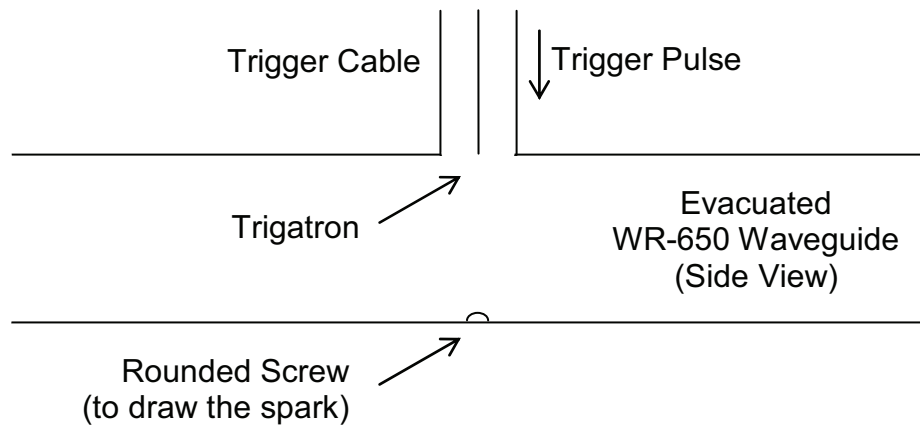 Trigger Cable
Trigger Pulse
Trigatron
Evacuated
WR-650 Waveguide
(Side View)
Rounded Screw
(to draw the spark)